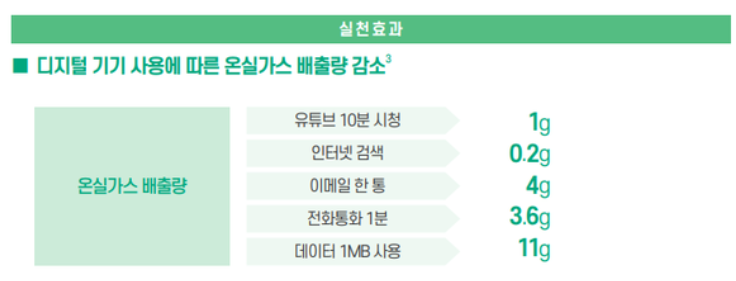 실천효과
■ 디지털 기기 사용에 따른 온실가스 배출량 감소³
온실가스 배출량
유튜브 10분 시청 1g
인터넷 검색 0.2g
이메일 한 통 4g
전화통화 1분 3.6g
데이터 1MB 사용 11g